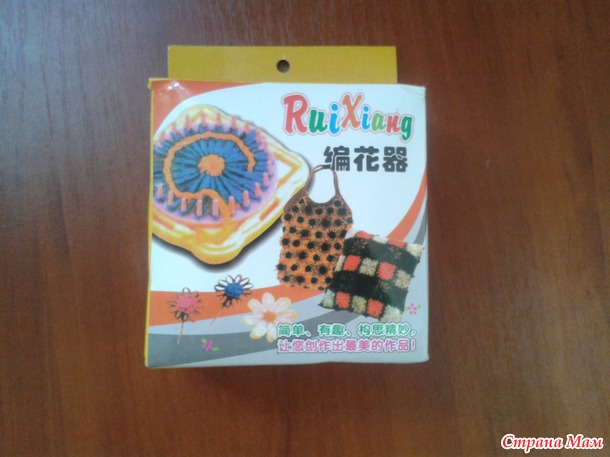 RuiXiang
编花器
简单、有趣、构思精妙,
让您创作出最美的作品!
Страна Мам